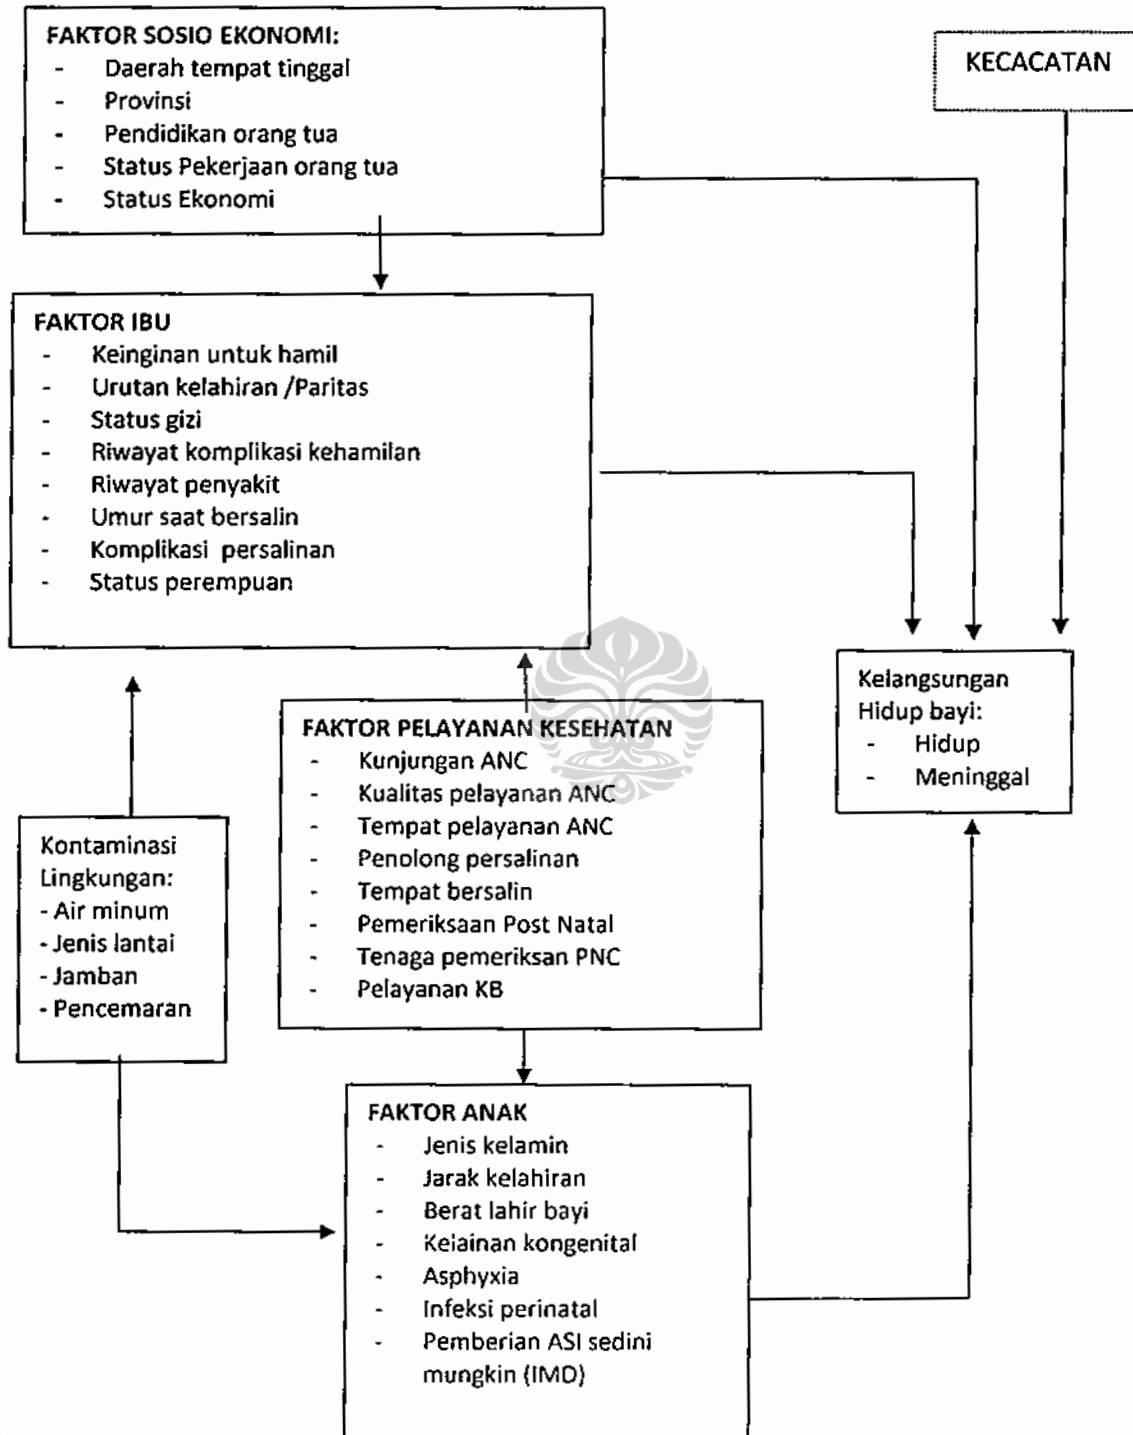 FAKTOR SOSIO EKONOMI:
- Daerah tempat tinggal
- Provinsi
- Pendidikan orang tua
- Status Pekerjaan orang tua
- Status Ekonomi
KECACATAN
FAKTOR IBU
- Keinginan untuk hamil
- Urutan kelahiran /Paritas
- Status gizi
- Riwayat komplikasi kehamilan
- Riwayat penyakit
- Umur saat bersalin
- Komplikasi persalinan
- Status perempuan
Kelangsungan
Hidup bayi:
- Hidup
- Meninggal
FAKTOR PELAYANAN KESEHATAN
- Kunjungan ANC
- Kualitas pelayanan ANC
- Tempat pelayanan ANC
- Penolong persalinan
- Tempat bersalin
- Pemeriksaan Post Natal
- Tenaga pemeriksan PNC
- Pelayanan KB
Kontaminasi
Lingkungan:
- Air minum
- Jenis lantai
- Jamban
- Pencemaran
FAKTOR ANAK
- Jenis kelamin
- Jarak kelahiran
- Berat lahir bayi
- Kelainan kongenital
- Asphyxia
- Infeksi perinatal
- Pemberian ASI sedini
mungkin (IMD)